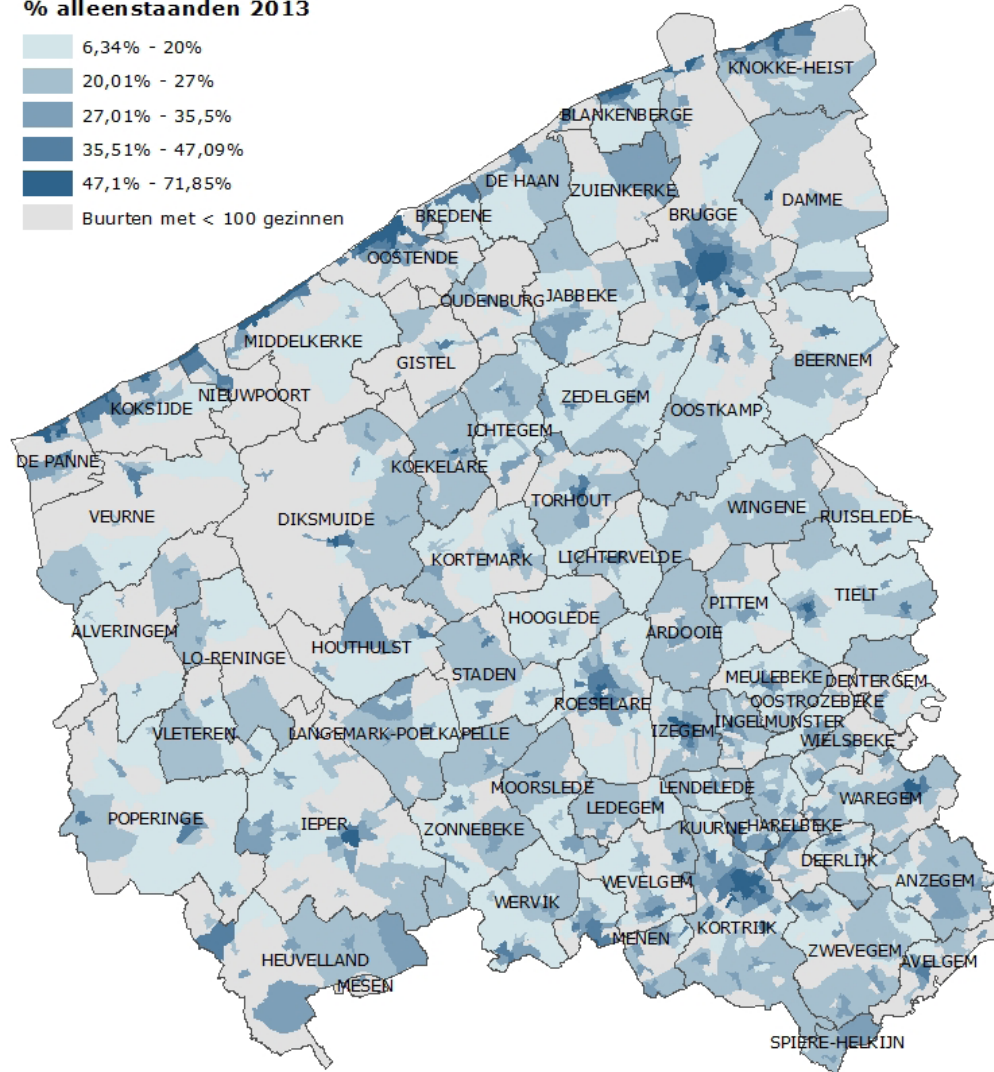 % alleenstaanden 2013
6,34% - 20%
20,01% - 27%
27,01% - 35,5%
35,51% - 47,09%
47,1% - 71,85%
Buurten met < 100 gezinnen
KNOKKE-HEIST
BLANKENBERGE
DE HAAN
ZUIENKERKE
DAMME
BREDENE
BRUGGE
OOSTENDE
OUDENBURG
JABBEKE
MIDDELKERKE
GISTEL
BEERNEM
NIEUWPOORT
ZEDELGEM
KOKSIJDE
OOSTKAMP
ICHTEGEM
DE PANNE
KOEKELARE
TORHOUT
WINGENE
VEURNE
DIKSMUIDE
RUISELEDE
KORTEMARK
LICHTERVELDE
TIELT
PITTEM
HOOGLEDE
ALVERINGEM
ARDOOIE
HOUTHULST
LO-RENINGE
STADEN
MEULEBEKE
DENTERGEM
ROESELARE
OOSTROZEBEKE
INGELMUNSTER
VLETEREN
LANGEMARK-POELKAPELLE
IZEGEM
WIELSBEKE
MOORSLEDE
LENDELEDE
WAREGEM
LEDEGEM
POPERINGE
IEPER
ZONNEBEKE
KUURNE
HARELBEKE
DEERLIJK
WEVELGEM
ANZEGEM
WERVIK
KORTRIJK
MENEN
ZWEVEGEM
HEUVELLAND
AVELGEM
MESEN
SPIERE-HELKIJN